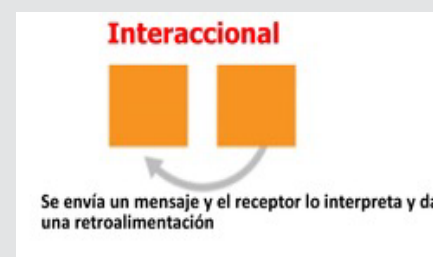 Interaccional
Se envía un mensaje y el receptor lo interpreta y da
una retroalimentación